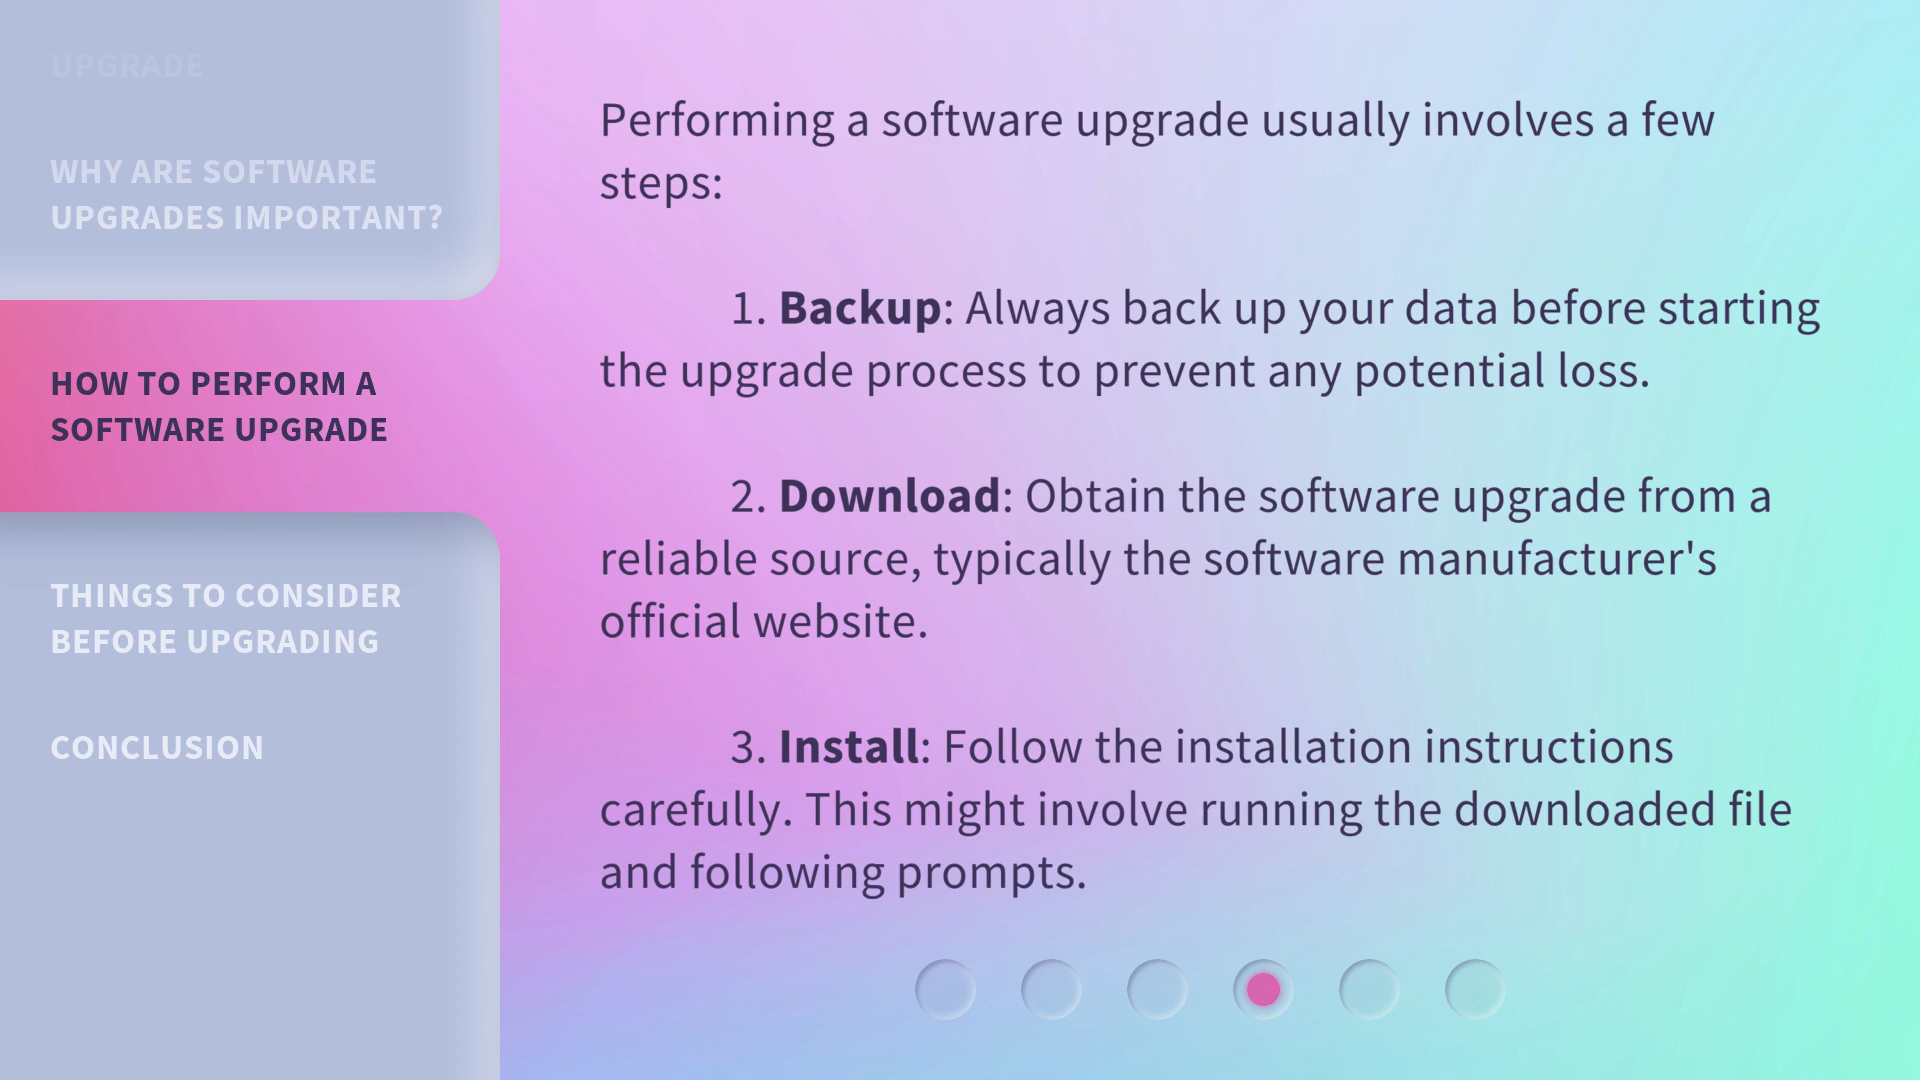 UPGRADE
WHY ARE SOFTWARE
UPGRADES IMPORTANT?
HOW TO PERFORM A
SOFTWARE UPGRADE
THINGS TO CONSIDER
BEFORE UPGRADING
CONCLUSION
Performing a software upgrade usually involves a few
steps:
1. Backup: Always back up your data before starting
the upgrade process to prevent any potential loss.
2. Download: Obtain the software upgrade from a
reliable source, typically the software manufacturer's
official website.
3. Install: Follow the installation instructions
carefully. This might involve running the downloaded file
and following prompts.